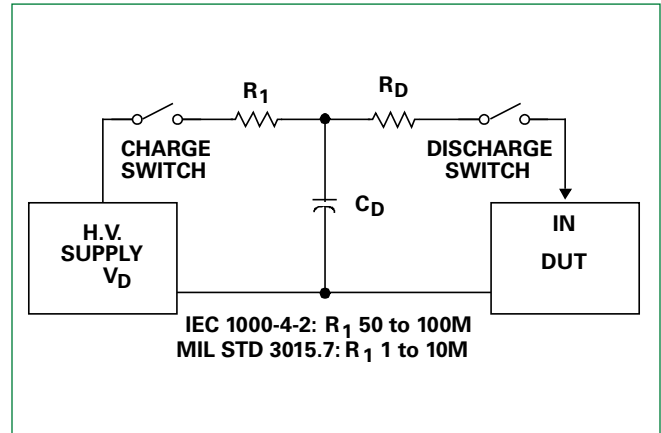 R1
RD
CHARGE
SWITCH
DISCHARGE
SWITCH
CD
H.V.
SUPPLY
VD
IN
DUT
IEC 1000-4-2: R1 50 to 100M
MIL STD 3015.7: R1 1 to 10M